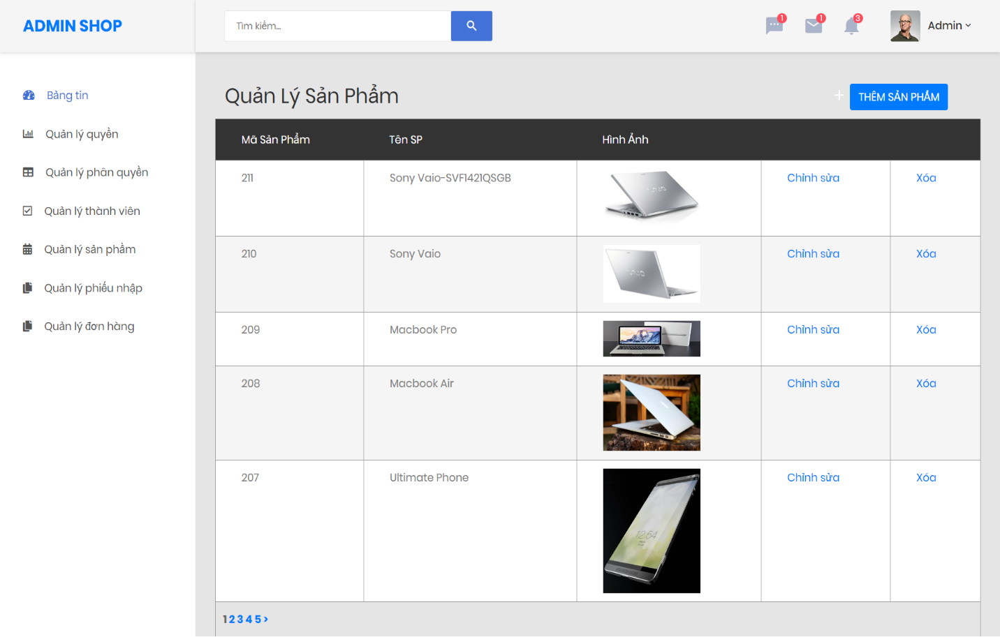 ADMIN SHOP
Tìm kiếm...
1
1
3
Admin
Bảng tin
Quản lý quyền
Quản lý phân quyền
Quản lý thành viên
Quản lý sản phẩm
Quản lý phiếu nhập
Quản lý đơn hàng
Quản Lý Sản Phẩm
+ THÊM SẢN PHẨM
Mã Sản Phẩm Tên SP Hình Ảnh
211 Sony Vaio-SVF1421QSGB VAIO Chỉnh sửa Xóa
210 Sony Vaio VAIO Chỉnh sửa Xóa
209 Macbook Pro Chỉnh sửa Xóa
208 Macbook Air Chỉnh sửa Xóa
207 Ultimate Phone Chỉnh sửa Xóa
12:54
1 2 3 4 5 >